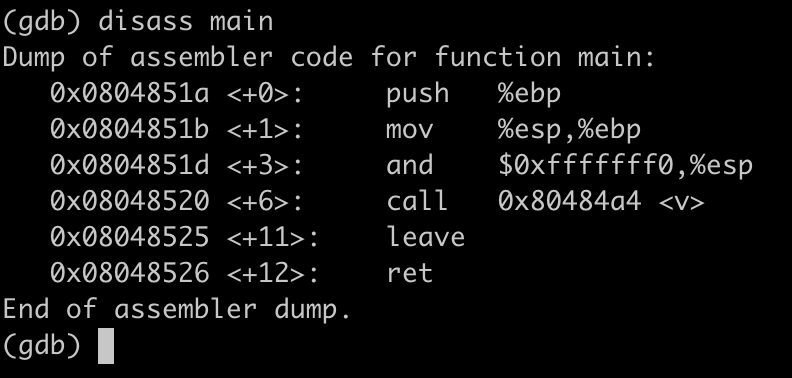 (gdb) disass main
Dump of assembler code for function main:
   0x0804851a <+0>:     push   %ebp
   0x0804851b <+1>:     mov    %esp,%ebp
   0x0804851d <+3>:     and    $0xfffffff0,%esp
   0x08048520 <+6>:     call   0x80484a4 <v>
   0x08048525 <+11>:    leave
   0x08048526 <+12>:    ret
End of assembler dump.
(gdb)